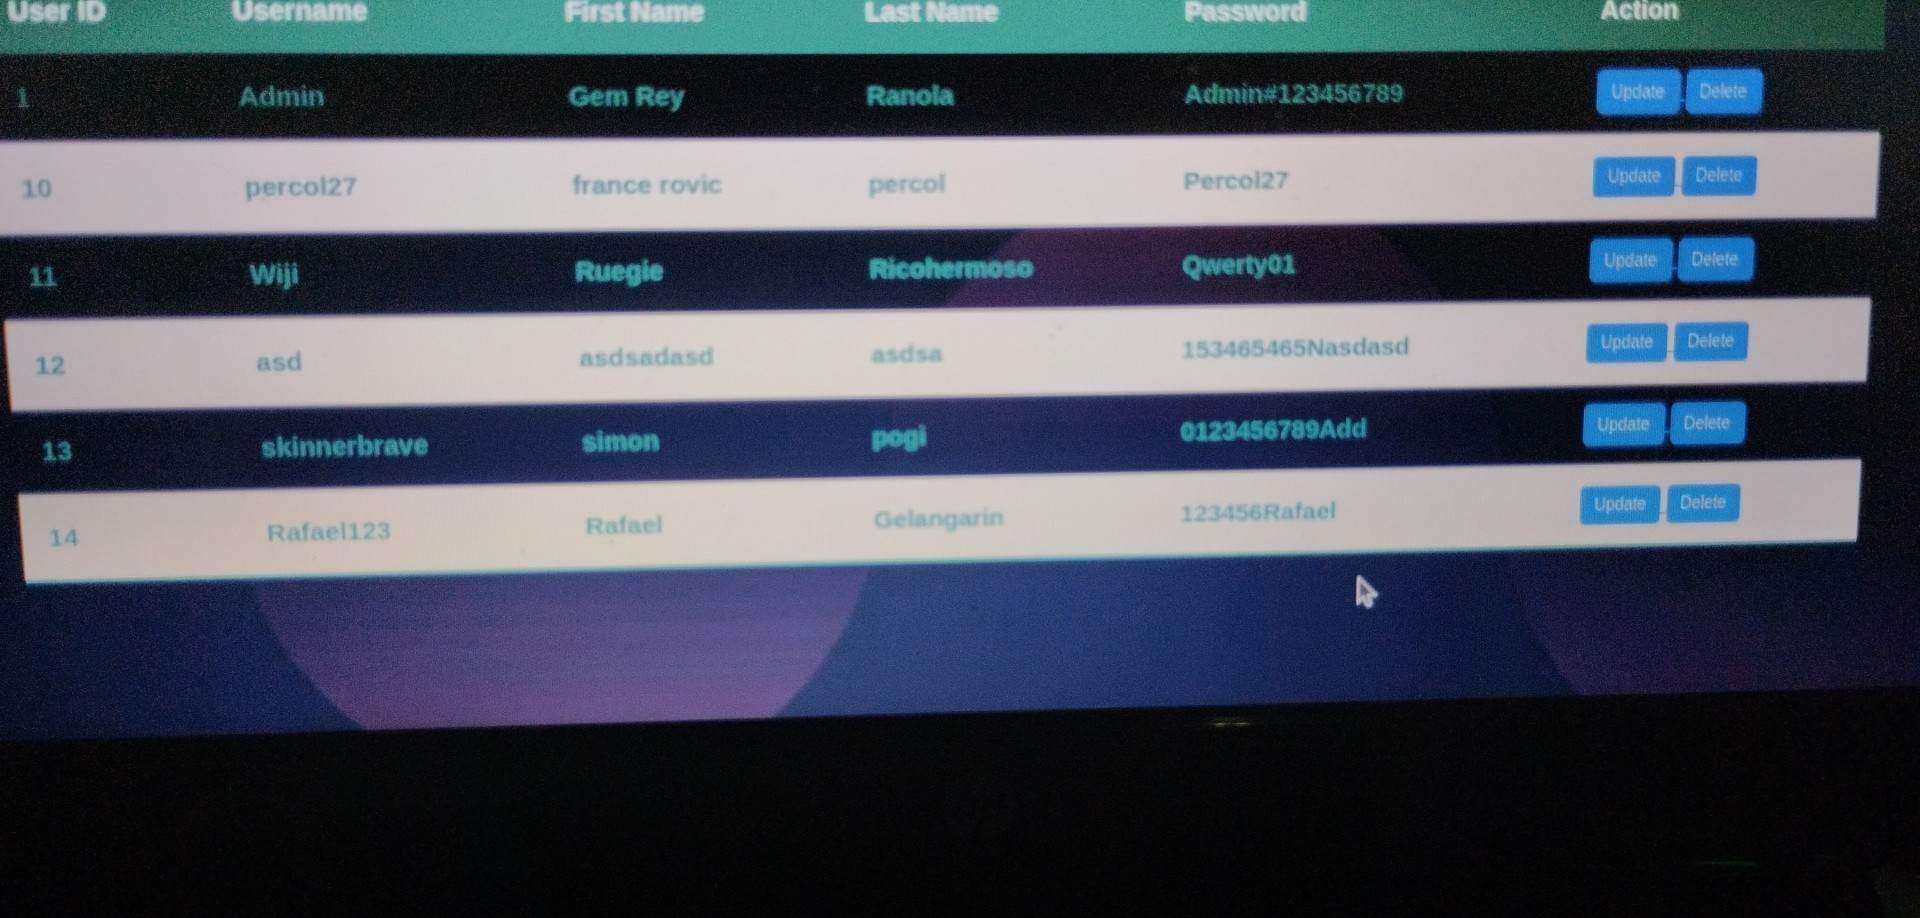 User ID Username First Name Last Name Password Action
1 Admin Gem Rey Ranola Admin#123456789 Update Delete
10 percol27 france rovic percol Percol27 Update Delete
11 Wiji Ruegie Ricohermoso Qwerty01 Update Delete
12 asd asdsadasd asdsa 153465465Nasdasd Update Delete
13 skinnerbrave simon pogi 0123456789Add Update Delete
14 Rafael123 Rafael Gelangarin 123456Rafael Update Delete